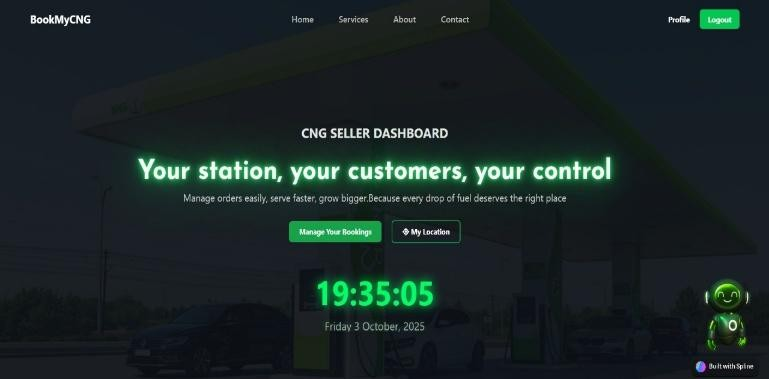 BookMyCNG
Home Services About Contact
Profile Logout
CNG SELLER DASHBOARD
Your station, your customers, your control
Manage orders easily, serve faster, grow bigger.Because every drop of fuel deserves the right place
Manage Your Bookings
My Location
19:35:05
Friday 3 October, 2025
Built with Spline